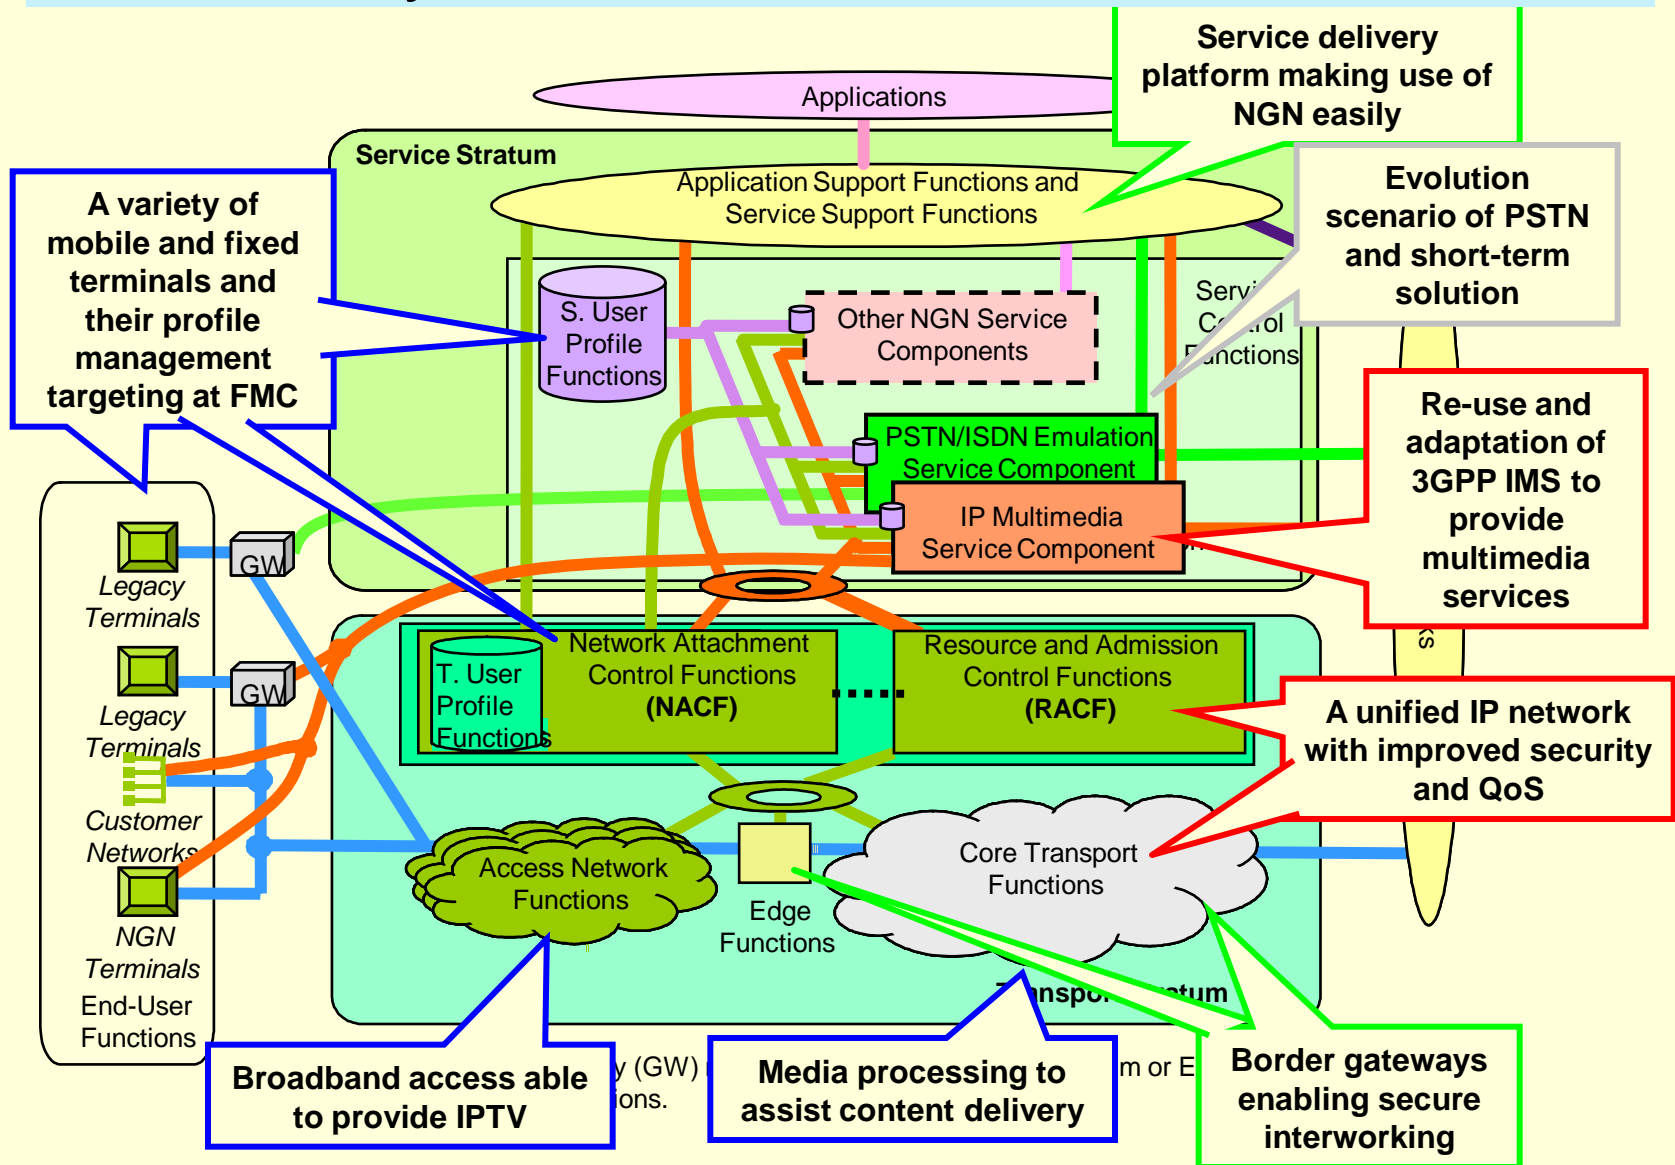 Service delivery
platform making use of
NGN easily
Applications
Service Stratum
Application Support Functions and
Service Support Functions
Evolution
scenario of PSTN
and short-term
solution
A variety of
mobile and fixed
terminals and
their profile
management
targeting at FMC
S. User
Profile
Functions
Other NGN Service
Components
Functions
PSTN/ISDN Emulation
Service Component
IP Multimedia
Service Component
Re-use and
adaptation of
3GPP IMS to
provide
multimedia
services
GW
Legacy
Terminals
GW
Legacy
Terminals
Customer
Networks
NGN
Terminals
End-User
Functions
T. User
Profile
Functions
Network Attachment
Control Functions
(NACF)
Resource and Admission
Control Functions
(RACF)
A unified IP network
with improved security
and QoS
Access Network
Functions
Edge
Functions
Core Transport
Functions
Broadband access able
to provide IPTV
(GW)
Media processing to
assist content delivery
m or E
ions.
Border gateways
enabling secure
interworking